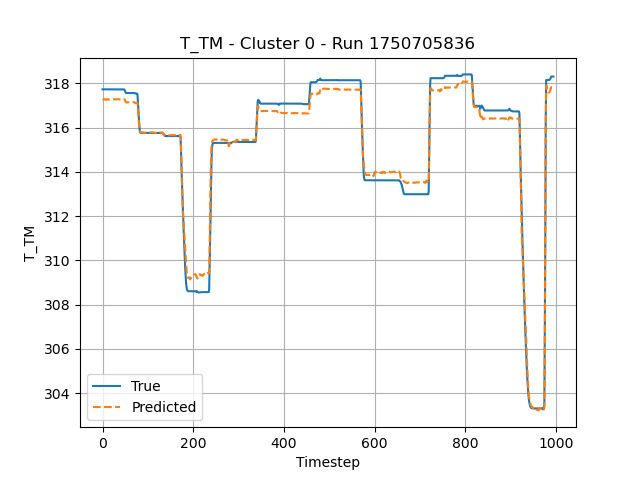 T_TM - Cluster 0 - Run 1750705836
318
316
314
312
310
308
306
304
T_TM
True
Predicted
0 200 400 600 800 1000
Timestep